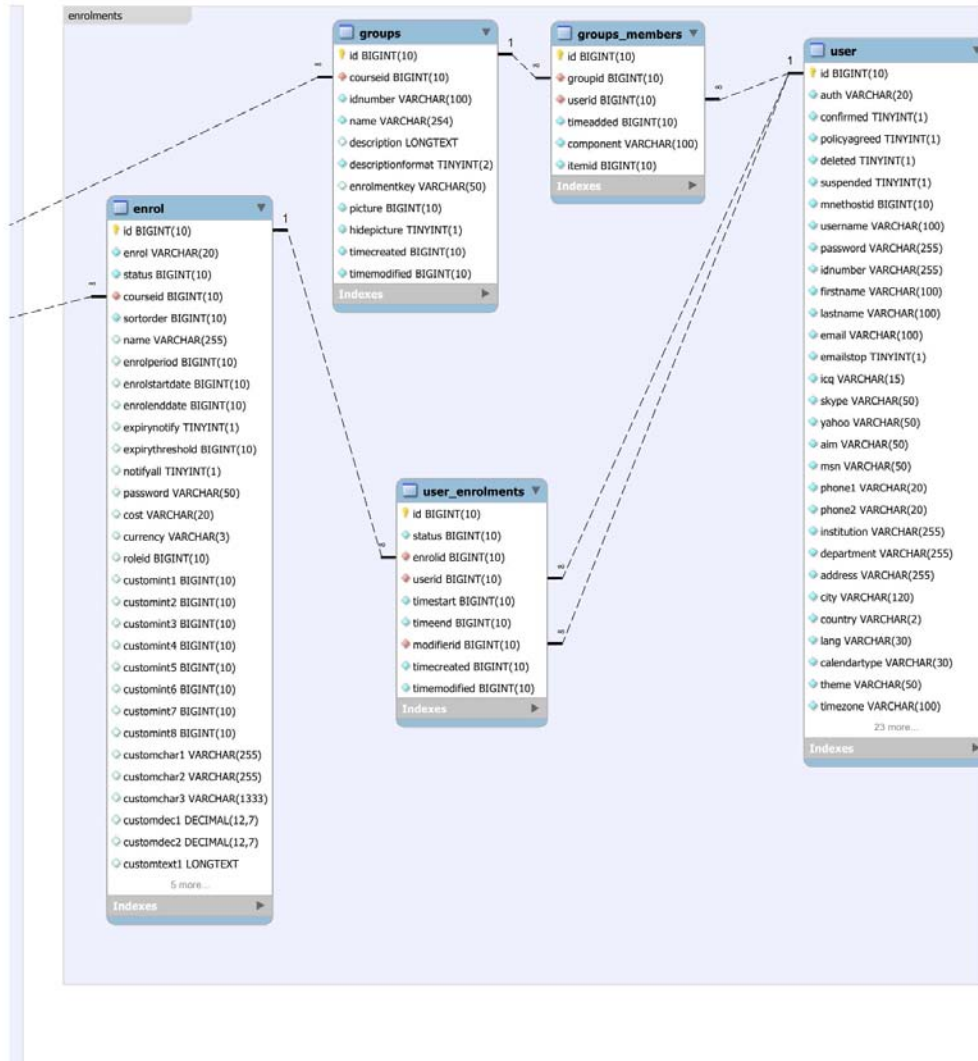 enrolments
groups
id BIGINT(10)
courseid BIGINT(10)
idnumber VARCHAR(100)
name VARCHAR(254)
description LONGTEXT
descriptionformat TINYINT(2)
enrolmentkey VARCHAR(50)
picture BIGINT(10)
hidepicture TINYINT(1)
timecreated BIGINT(10)
timemodified BIGINT(10)
Indexes
1
∞
groups_members
id BIGINT(10)
groupid BIGINT(10)
userid BIGINT(10)
timeadded BIGINT(10)
component VARCHAR(100)
itemid BIGINT(10)
Indexes
∞
∞
1
user
id BIGINT(10)
auth VARCHAR(20)
confirmed TINYINT(1)
policyagreed TINYINT(1)
deleted TINYINT(1)
suspended TINYINT(1)
mnethostid BIGINT(10)
username VARCHAR(100)
password VARCHAR(255)
idnumber VARCHAR(255)
firstname VARCHAR(100)
lastname VARCHAR(100)
email VARCHAR(100)
emailstop TINYINT(1)
icq VARCHAR(15)
skype VARCHAR(50)
yahoo VARCHAR(50)
aim VARCHAR(50)
msn VARCHAR(50)
phone1 VARCHAR(20)
phone2 VARCHAR(20)
institution VARCHAR(255)
department VARCHAR(255)
address VARCHAR(255)
city VARCHAR(120)
country VARCHAR(2)
lang VARCHAR(30)
calendartype VARCHAR(30)
theme VARCHAR(50)
timezone VARCHAR(100)
23 more...
Indexes
enrol
id BIGINT(10)
enrol VARCHAR(20)
status BIGINT(10)
courseid BIGINT(10)
sortorder BIGINT(10)
name VARCHAR(255)
enrolperiod BIGINT(10)
enrolstartdate BIGINT(10)
enrolenddate BIGINT(10)
expirynotify TINYINT(1)
expirythreshold BIGINT(10)
notifyall TINYINT(1)
password VARCHAR(50)
cost VARCHAR(20)
currency VARCHAR(3)
roleid BIGINT(10)
customint1 BIGINT(10)
customint2 BIGINT(10)
customint3 BIGINT(10)
customint4 BIGINT(10)
customint5 BIGINT(10)
customint6 BIGINT(10)
customint7 BIGINT(10)
customint8 BIGINT(10)
customchar1 VARCHAR(255)
customchar2 VARCHAR(255)
customchar3 VARCHAR(1333)
customdec1 DECIMAL(12,7)
customdec2 DECIMAL(12,7)
customtext1 LONGTEXT
5 more...
Indexes
1
∞
user_enrolments
id BIGINT(10)
status BIGINT(10)
enrolid BIGINT(10)
userid BIGINT(10)
timestart BIGINT(10)
timeend BIGINT(10)
modifierid BIGINT(10)
timecreated BIGINT(10)
timemodified BIGINT(10)
Indexes
∞
∞
∞